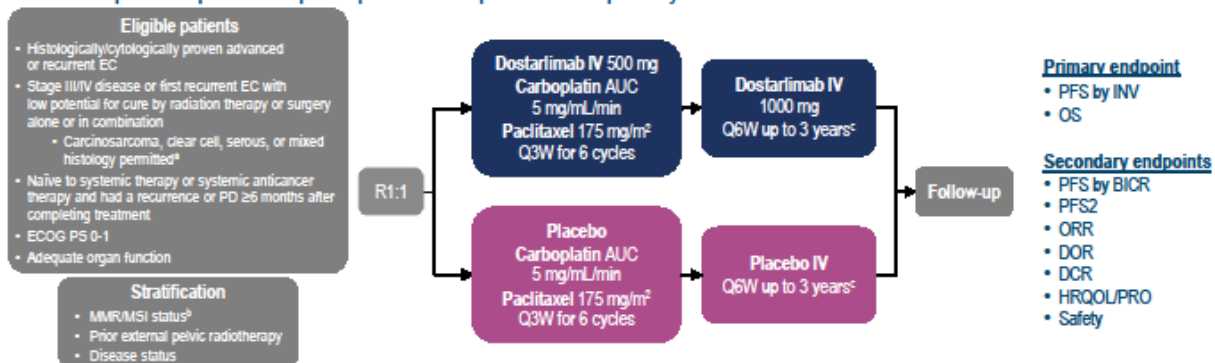 Eligible patients
• Histologically/cytologically proven advanced
or recurrent EC
• Stage III/IV disease or first recurrent EC with
low potential for cure by radiation therapy or surgery
alone or in combination
• Carcinosarcoma, clear cell, serous, or mixed
histology permittedᵃ
• Naïve to systemic therapy or systemic anticancer
therapy and had a recurrence or PD ≥6 months after
completing treatment
• ECOG PS 0-1
• Adequate organ function
Stratification
• MMR/MSI statusᵇ
• Prior external pelvic radiotherapy
• Disease status
R1:1
Dostarlimab IV 500 mg
Carboplatin AUC
5 mg/mL/min
Paclitaxel 175 mg/m²
Q3W for 6 cycles
Dostarlimab IV
1000 mg
Q6W up to 3 yearsᶜ
Placebo
Carboplatin AUC
5 mg/mL/min
Paclitaxel 175 mg/m²
Q3W for 6 cycles
Placebo IV
Q6W up to 3 yearsᶜ
Follow-up
Primary endpoint
• PFS by INV
• OS
Secondary endpoints
• PFS by BICR
• PFS2
• ORR
• DOR
• DCR
• HRQOL/PRO
• Safety